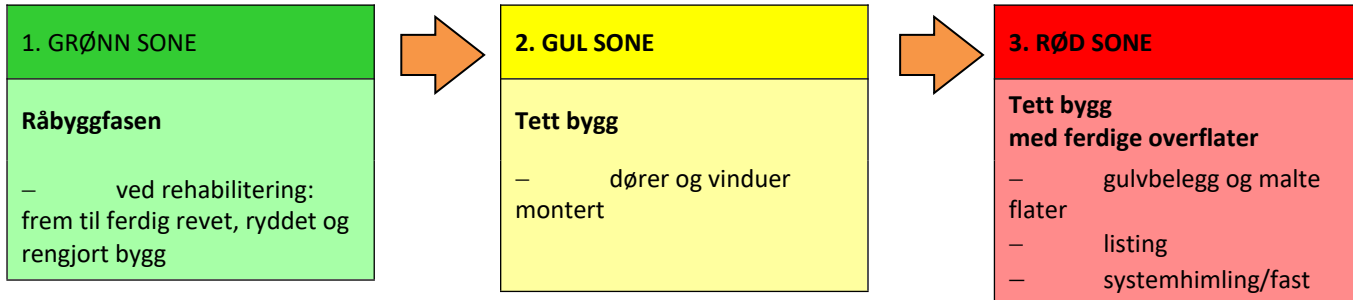 1. GRØNN SONE
Råbyggfasen
– ved rehabilitering:
frem til ferdig revet, ryddet og
rengjort bygg
2. GUL SONE
Tett bygg
– dører og vinduer
montert
3. RØD SONE
Tett bygg
med ferdige overflater
– gulvbelegg og malte
flater
– listing
– systemhimling/fast